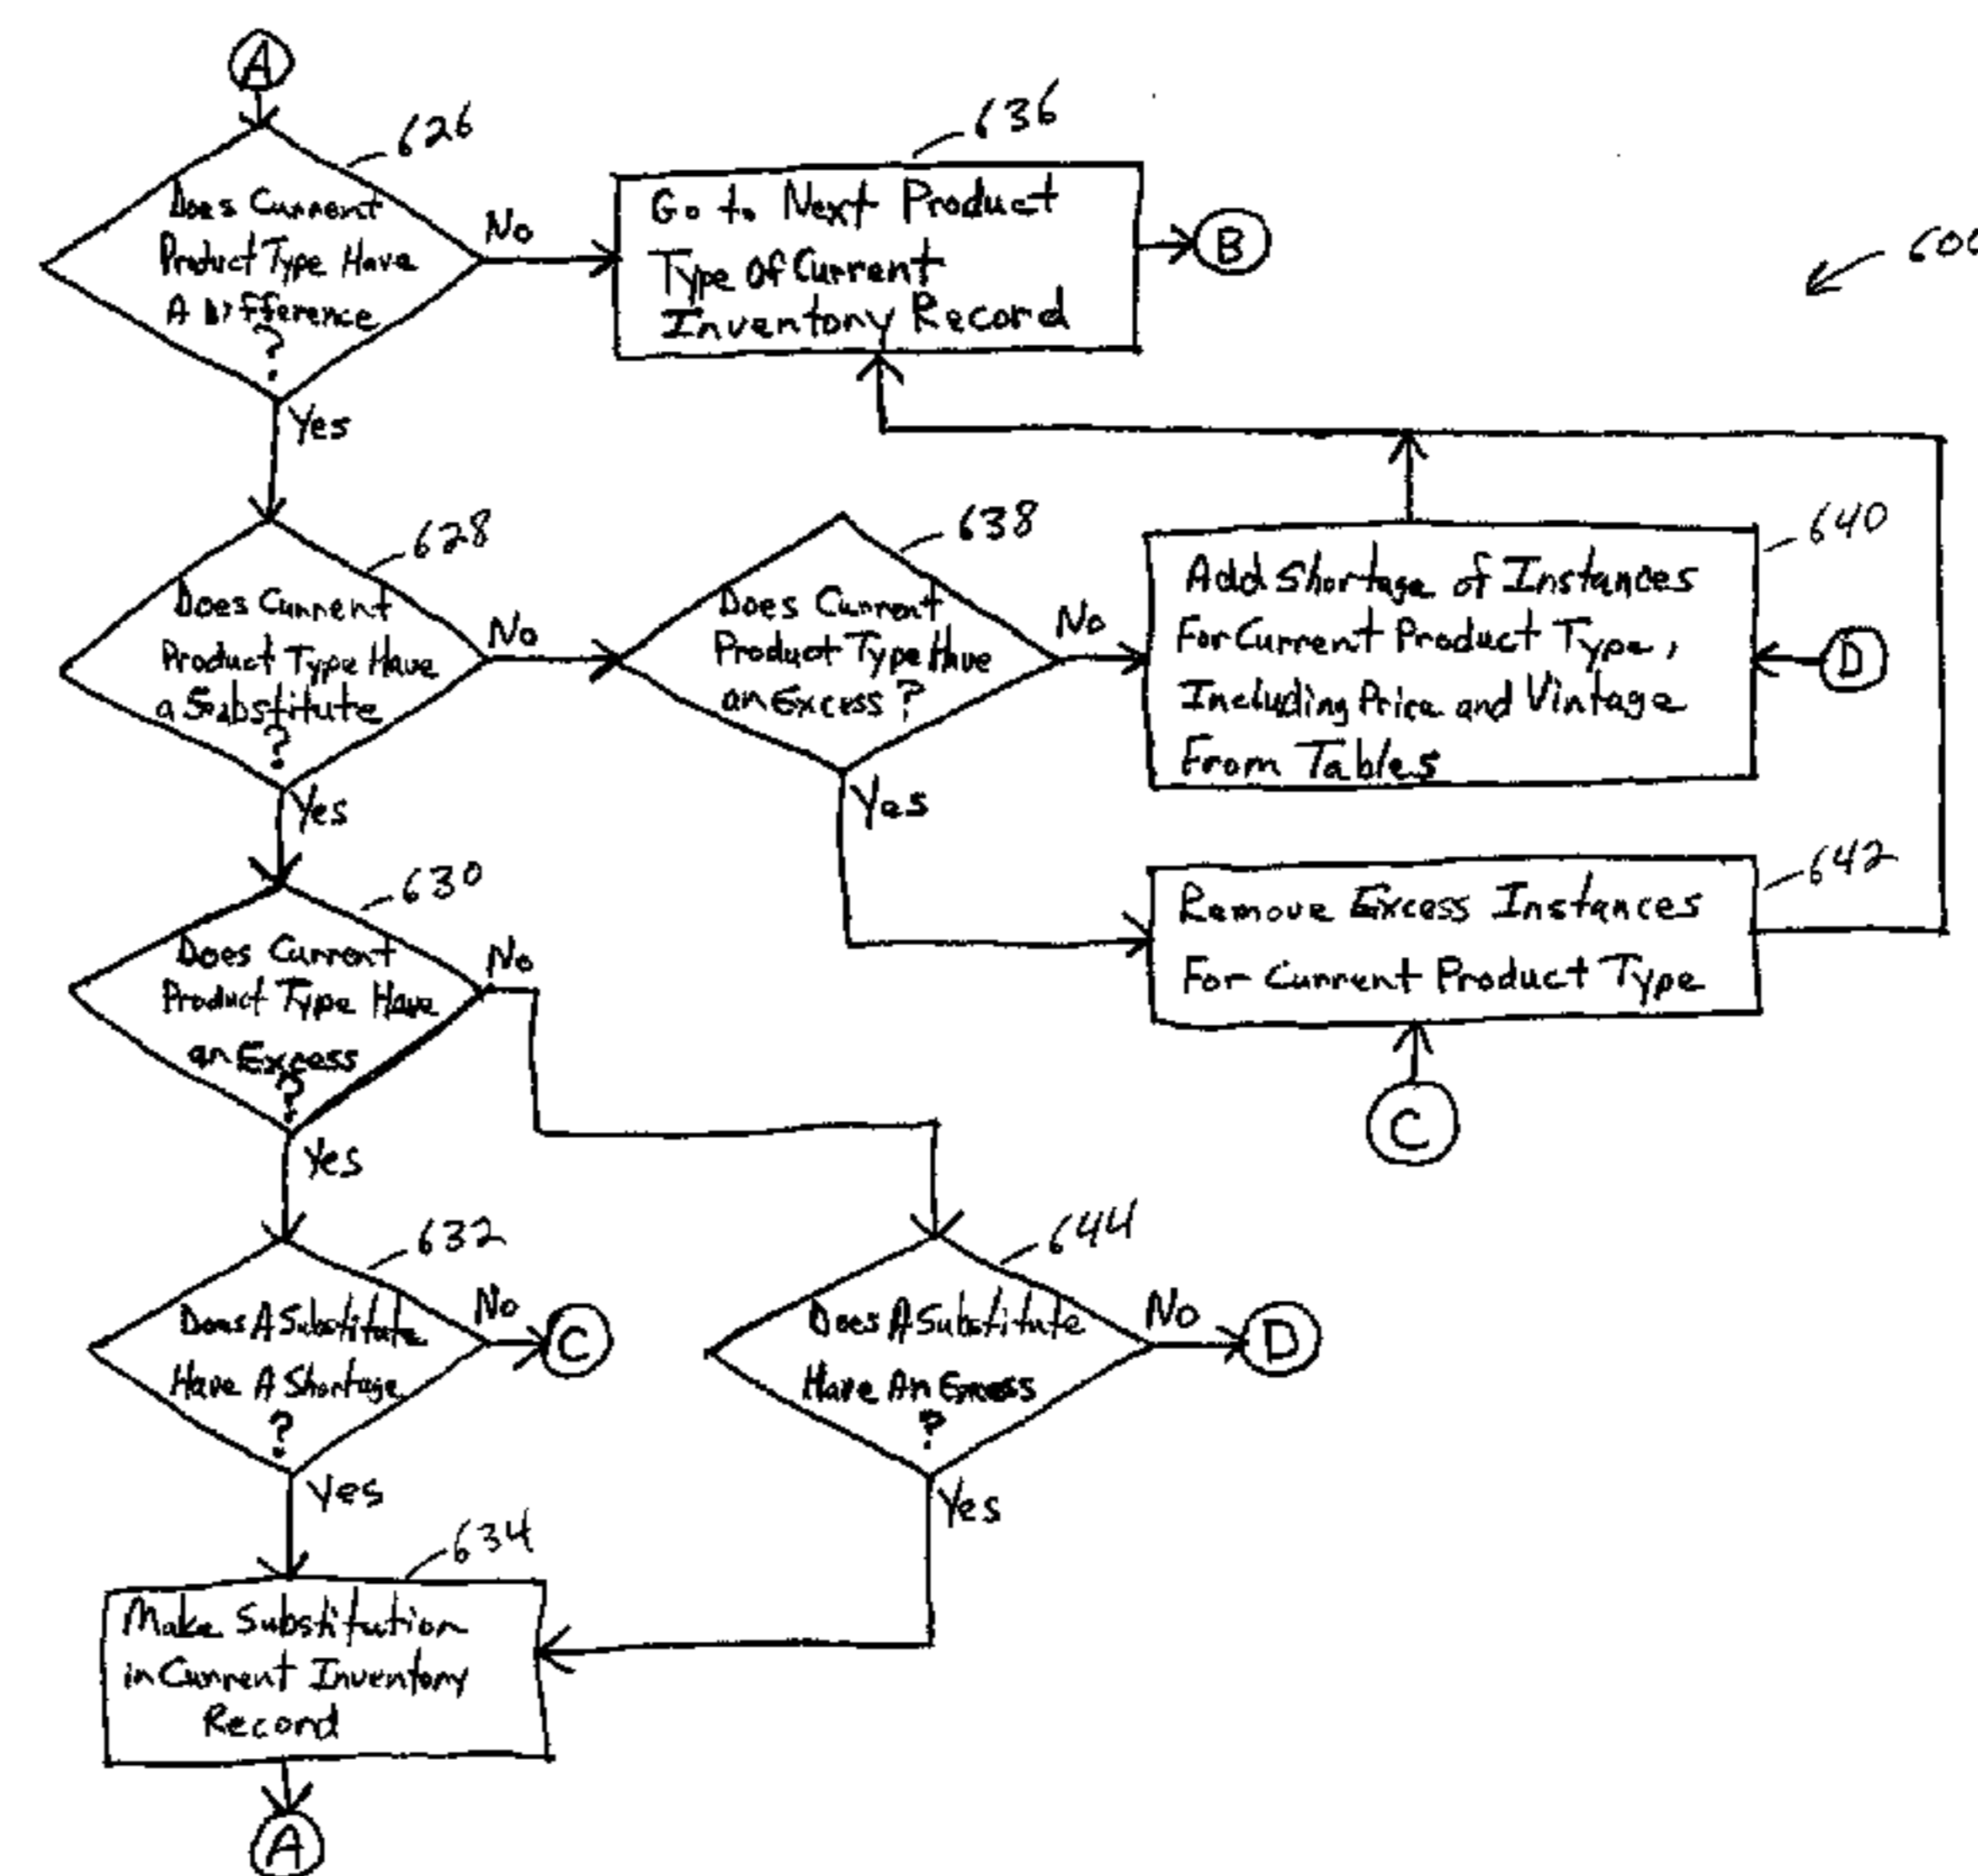 A
626
Does Current
Product Type Have
A Difference
?
No
Yes
636
Go to Next Product
Type of Current
Inventory Record
B
600
628
Does Current
Product Type Have
a Substitute
?
No
Yes
638
Does Current
Product Type Have
an Excess?
No
Yes
640
Add Shortage of Instances
For Current Product Type,
Including Price and Vintage
From Tables
D
630
Does Current
Product Type Have
an Excess
?
No
Yes
642
Remove Excess Instances
For Current Product Type
C
632
Does A Substitute
Have A Shortage
?
No
C
Yes
644
Does A Substitute
Have An Excess
?
No
D
Yes
634
Make Substitution
in Current Inventory
Record
A